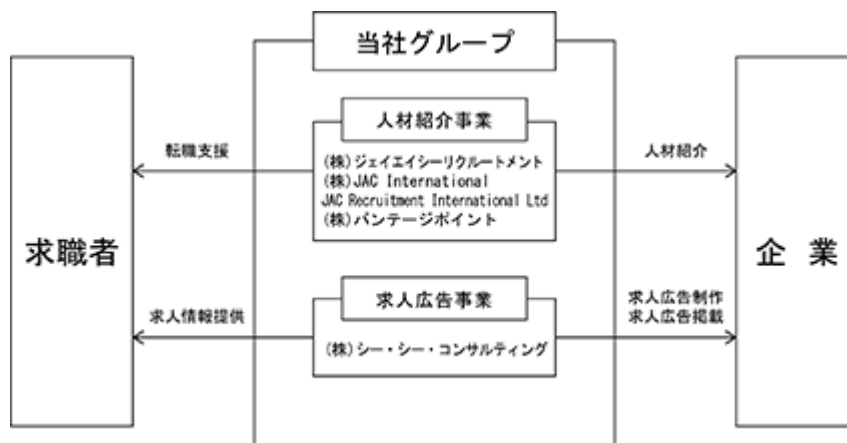 当社グループ
求職者
転職支援
人材紹介事業
(株)ジェイエイシーリクルートメント
(株)JAC International
JAC Recruitment International Ltd
(株)バンテージポイント
人材紹介
企 業
求人情報提供
求人広告事業
(株)シー・シー・コンサルティング
求人広告制作
求人広告掲載